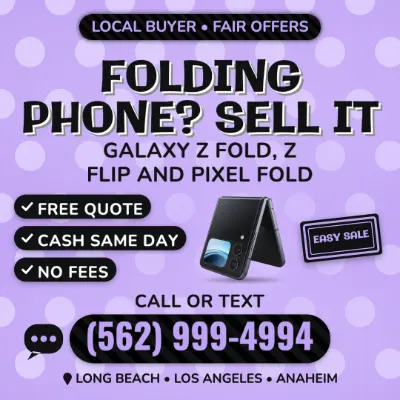 LOCAL BUYER • FAIR OFFERS
FOLDING
PHONE? SELL IT
GALAXY Z FOLD, Z
FLIP AND PIXEL FOLD
✓ FREE QUOTE
✓ CASH SAME DAY
✓ NO FEES
EASY SALE
CALL OR TEXT
(562) 999-4994
LONG BEACH • LOS ANGELES • ANAHEIM